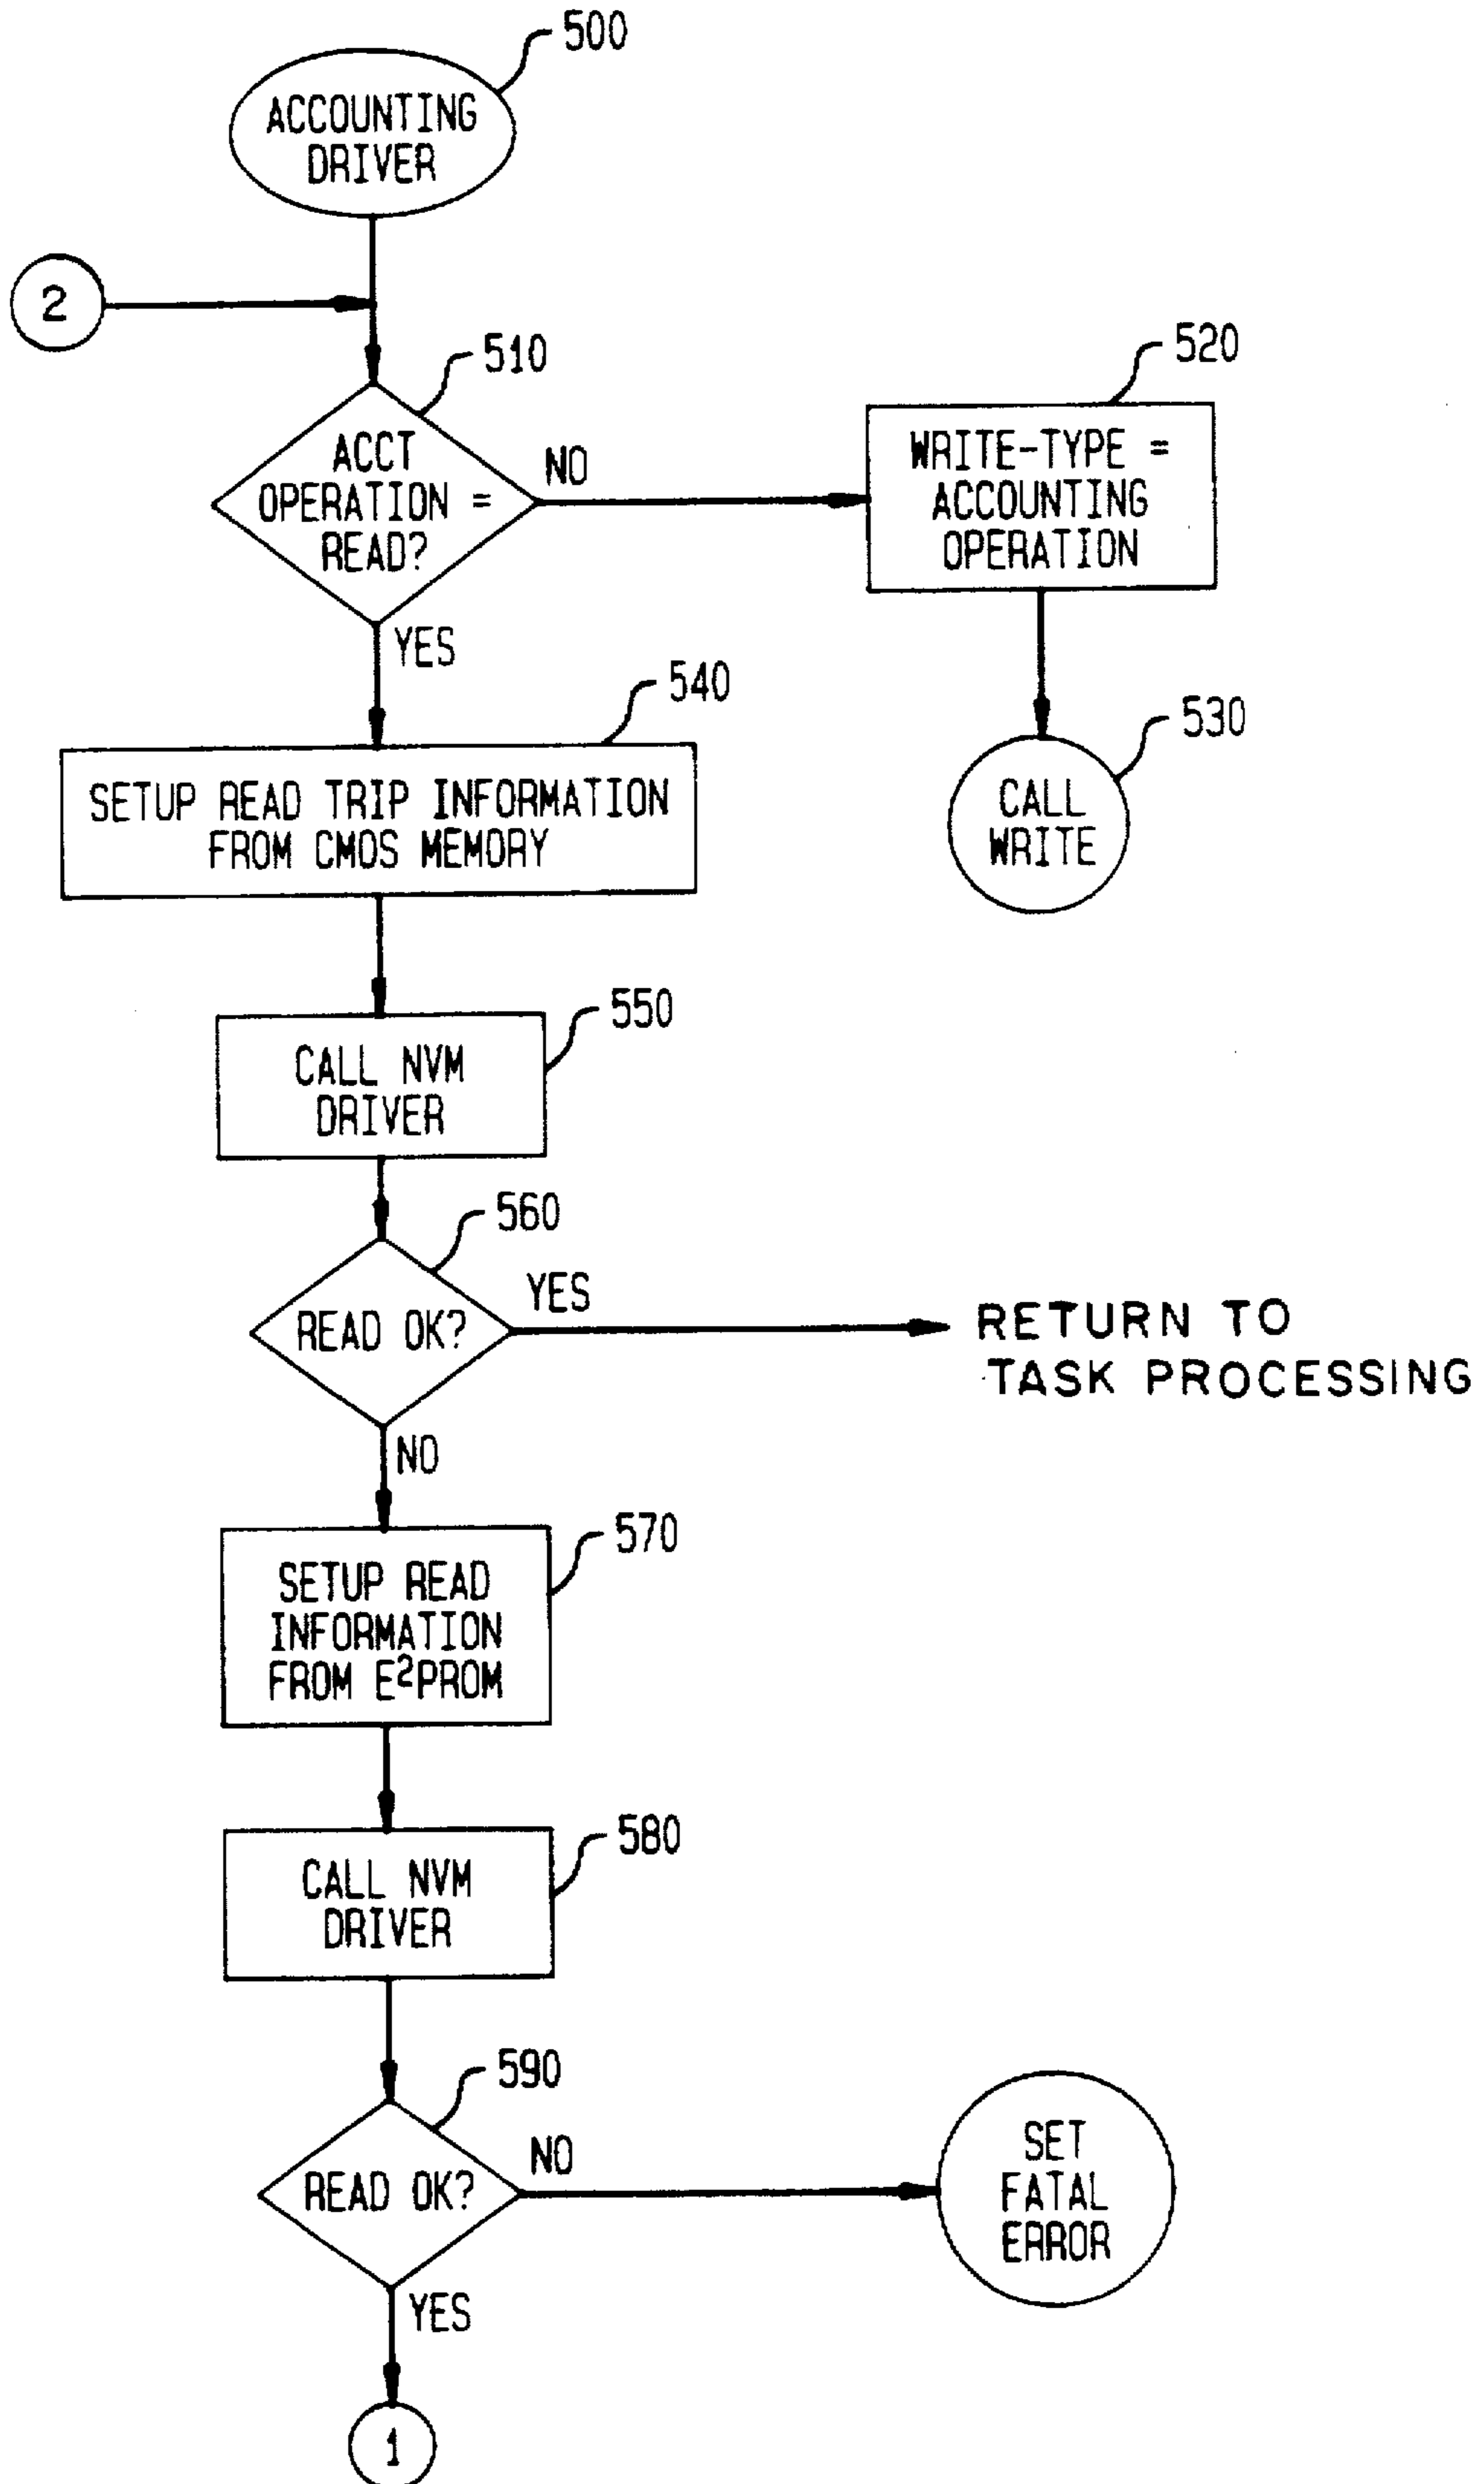 500
ACCOUNTING
DRIVER
2
510
520
ACCT
OPERATION =
READ?
NO
WRITE-TYPE =
ACCOUNTING
OPERATION
YES
540
530
SETUP READ TRIP INFORMATION
FROM CMOS MEMORY
CALL
WRITE
550
CALL NVM
DRIVER
560
READ OK?
YES
RETURN TO
TASK PROCESSING
NO
570
SETUP READ
INFORMATION
FROM E²PROM
580
CALL NVM
DRIVER
590
READ OK?
NO
SET
FATAL
ERROR
YES
1